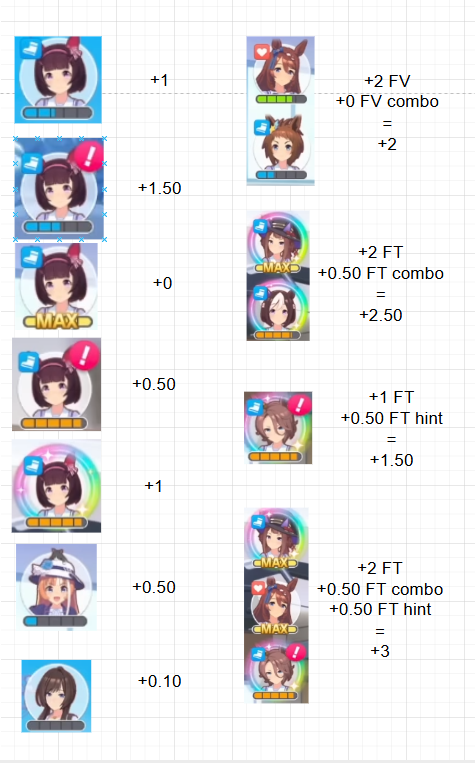 +1
+1.50
+0
MAX
+0.50
+1
+0.50
+0.10
+2 FV
+0 FV combo
=
+2
MAX
+2 FT
+0.50 FT combo
=
+2.50
+1 FT
+0.50 FT hint
=
+1.50
MAX
MAX
+2 FT
+0.50 FT combo
+0.50 FT hint
=
+3